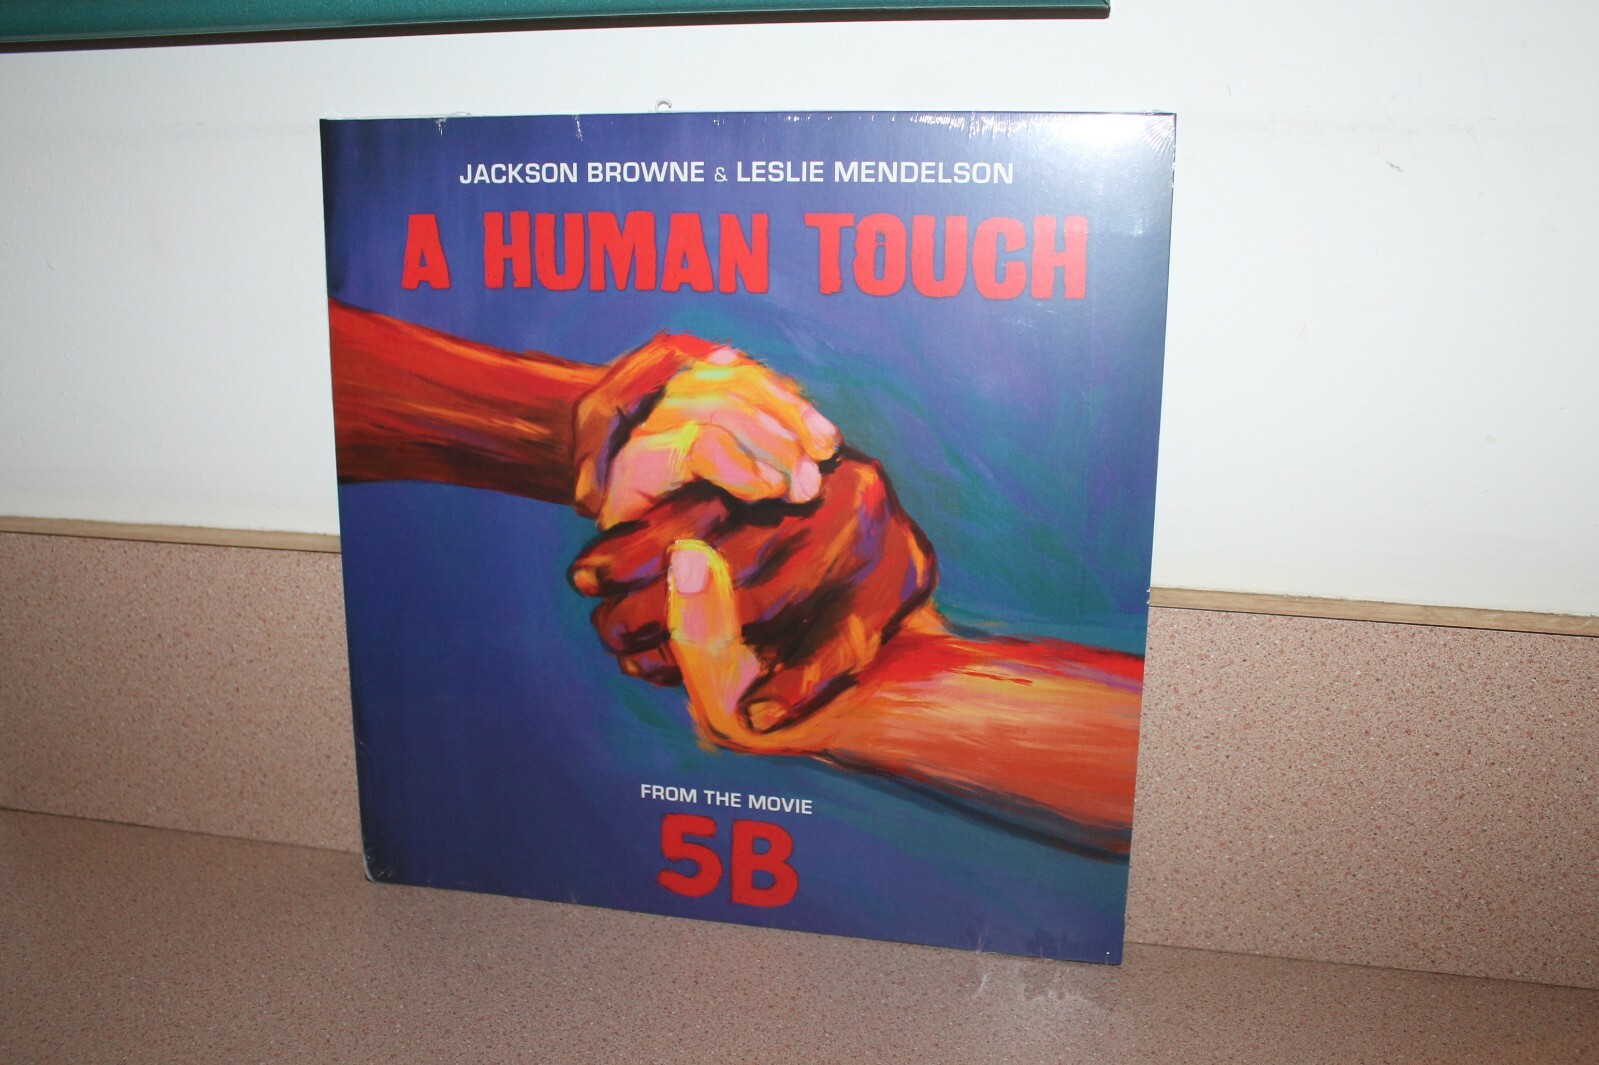 JACKSON BROWNE & LESLIE MENDELSON
A HUMAN TOUCH
FROM THE MOVIE
5B